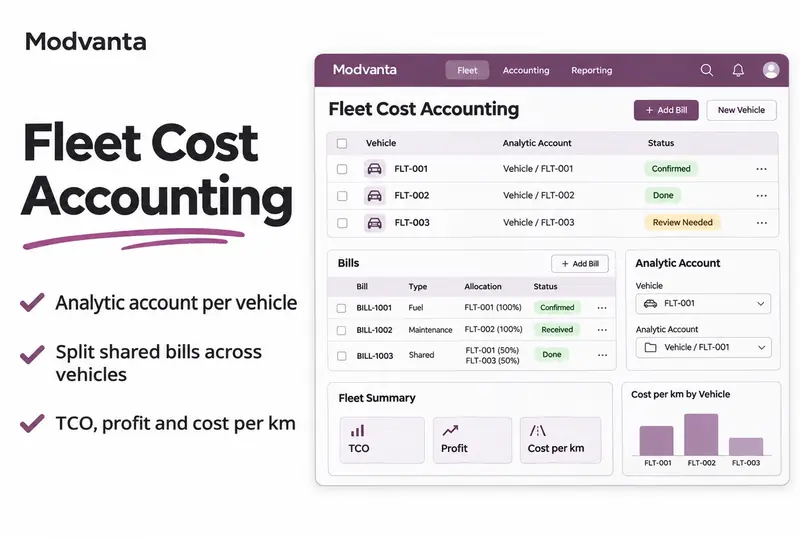 Modvanta
Fleet Cost
Accounting
Analytic account per vehicle
Split shared bills across
vehicles
TCO, profit and cost per km
Modvanta Fleet Accounting Reporting
Fleet Cost Accounting
+ Add Bill New Vehicle
Vehicle Analytic Account Status
FLT-001 Vehicle / FLT-001 Confirmed ...
FLT-002 Vehicle / FLT-002 Done ...
FLT-003 Vehicle / FLT-003 Review Needed ...
Bills + Add Bill
Bill Type Allocation Status
BILL-1001 Fuel FLT-001 (100%) Confirmed ...
BILL-1002 Maintenance FLT-002 (100%) Received ...
BILL-1003 Shared FLT-001 (50%) Done ...
FLT-003 (50%)
Analytic Account
Vehicle
FLT-001
Analytic Account
Vehicle / FLT-001
Fleet Summary
TCO Profit Cost per km
Cost per km by Vehicle
FLT-001 FLT-002 FLT-003